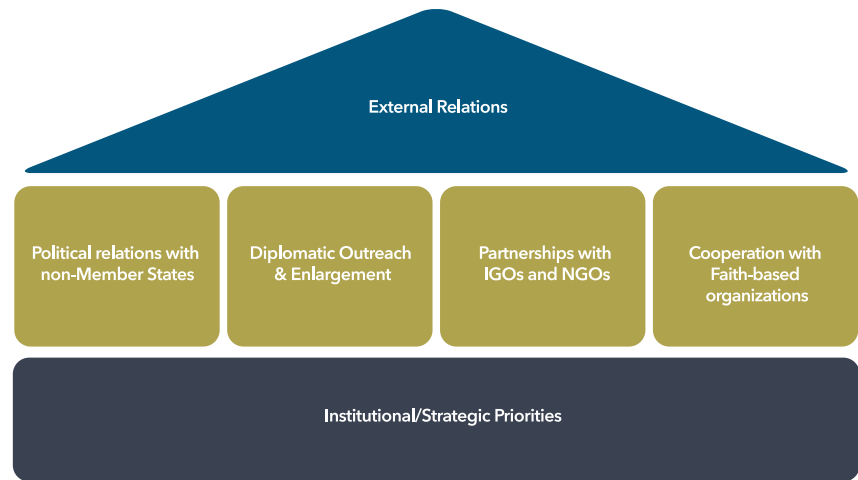 External Relations
Political relations with
non-Member States
Diplomatic Outreach
& Enlargement
Partnerships with
IGOs and NGOs
Cooperation with
Faith-based
organizations
Institutional/Strategic Priorities